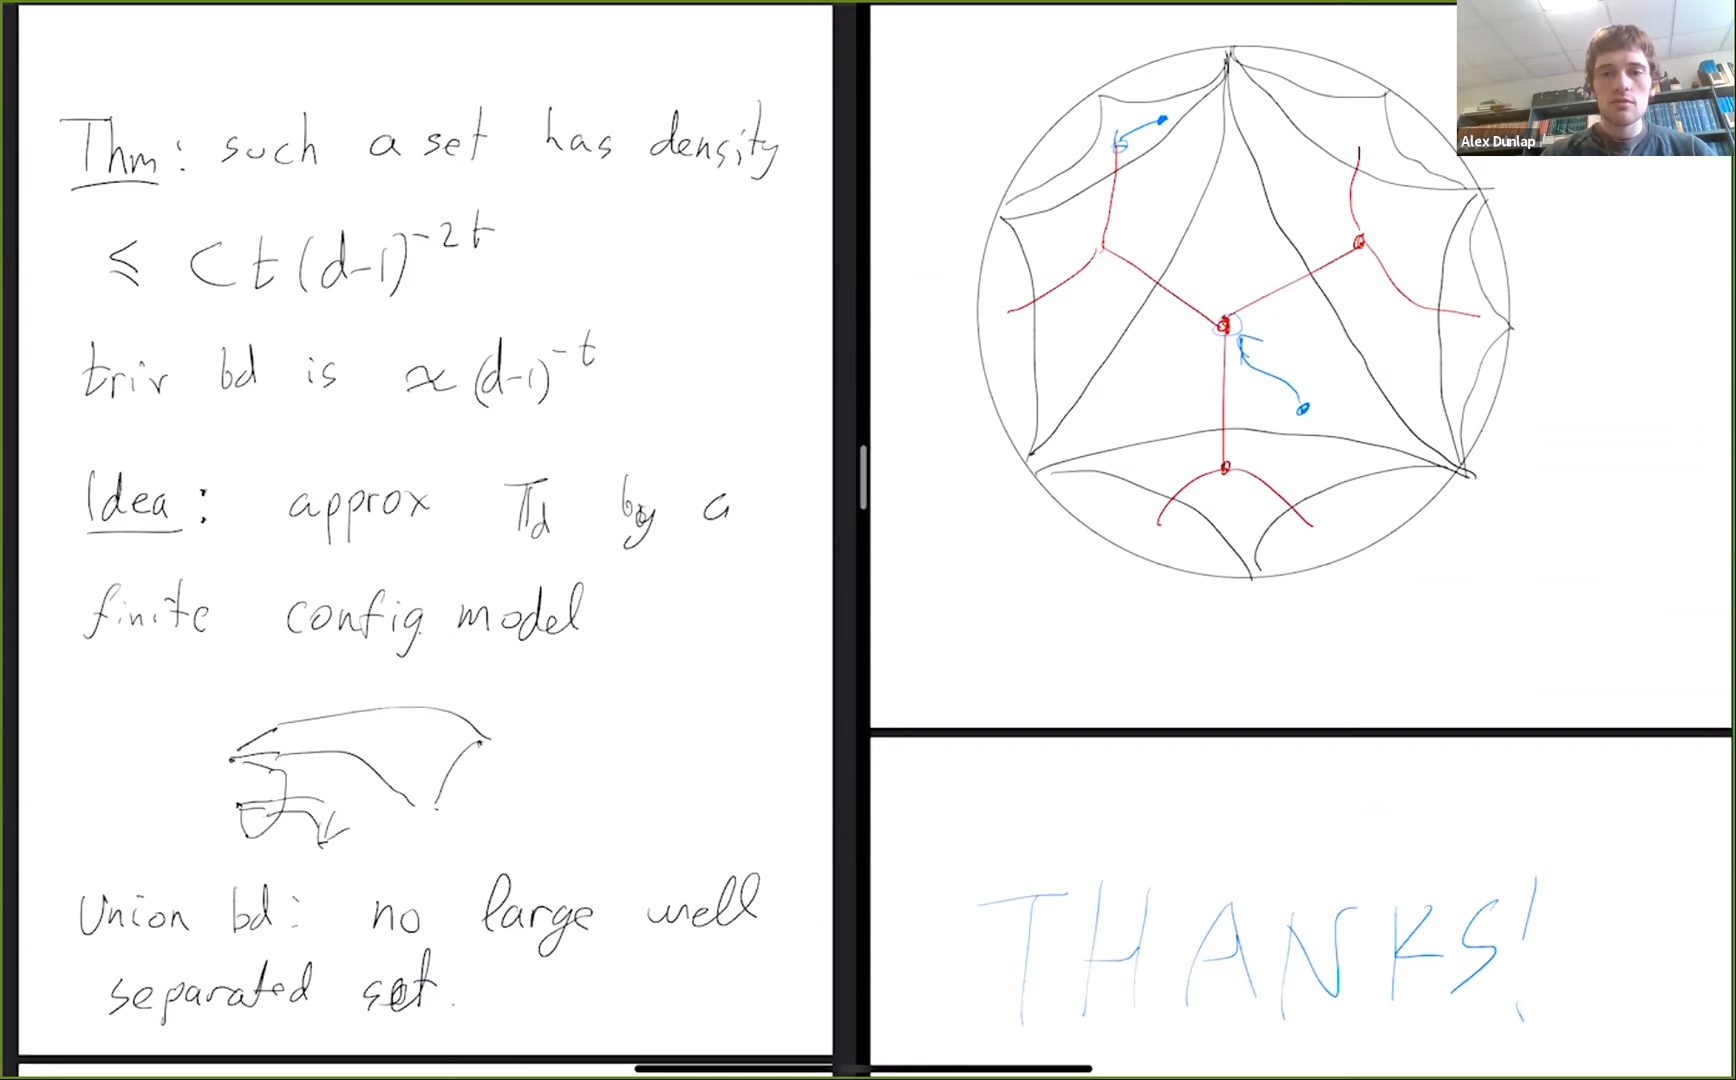 Thm: such a set has density
≤ C t (d-1)^{-2t}
triv bd is ≈ (d-1)^{-t}
Idea: approx 𝕋_d by a
finite config model
Union bd: no large well
separated set.
Alex Dunlap
THANKS!